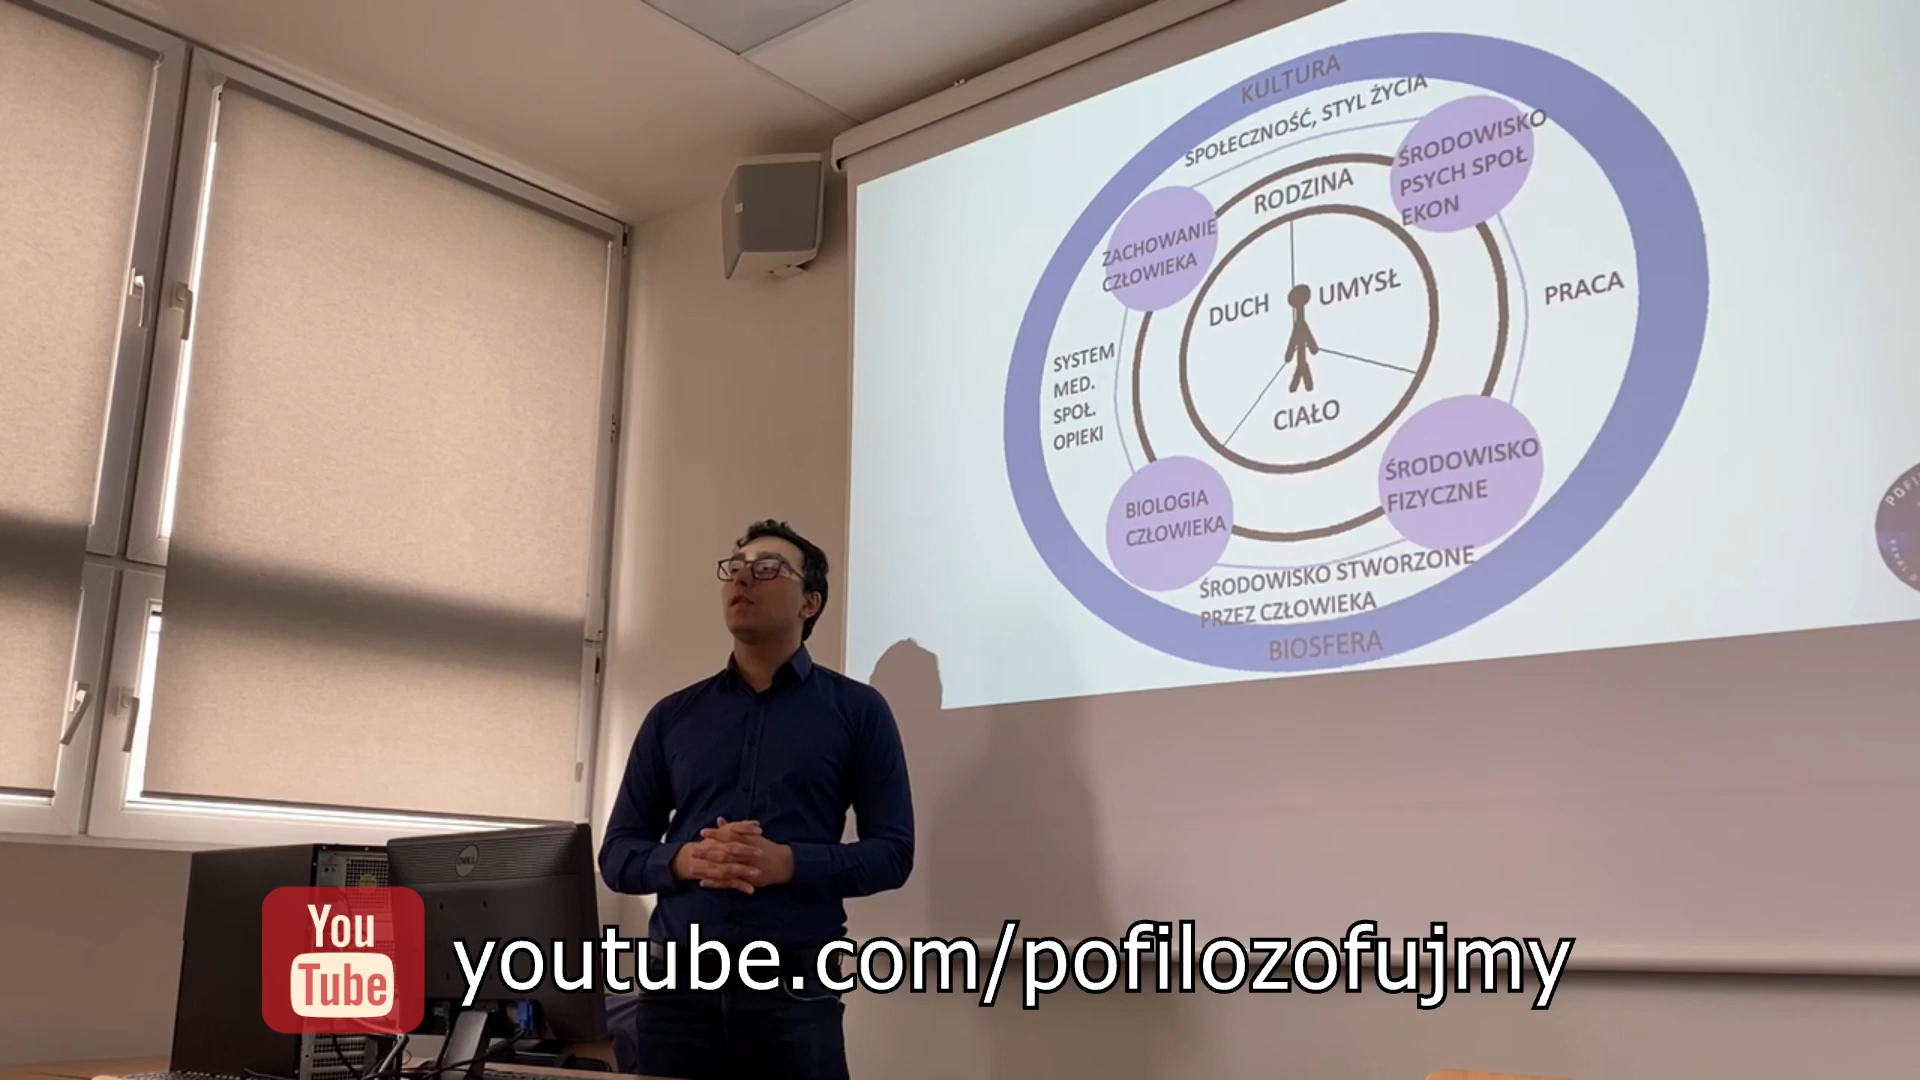 KULTURA
SPOŁECZNOŚĆ, STYL ŻYCIA
ŚRODOWISKO
PSYCH SPOŁ
EKON
RODZINA
ZACHOWANIE
CZŁOWIEKA
DUCH
UMYSŁ
PRACA
SYSTEM
MED.
SPOŁ.
OPIEKI
CIAŁO
ŚRODOWISKO
FIZYCZNE
BIOLOGIA
CZŁOWIEKA
ŚRODOWISKO STWORZONE
PRZEZ CZŁOWIEKA
BIOSFERA
DELL
You
Tube
youtube.com/pofilozofujmy